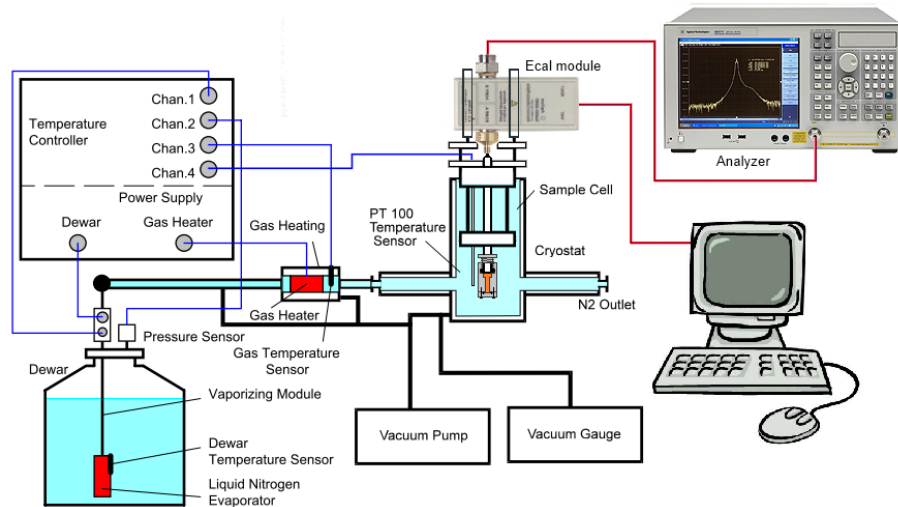 Ecal module
Agilent Technologies
Chan.1
Temperature
Controller
Chan.2
Chan.3
Chan.4
Analyzer
Power Supply
Sample Cell
Dewar
Gas Heater
Gas Heating
PT 100
Temperature
Sensor
Cryostat
N2 Outlet
Gas Heater
Pressure Sensor
Gas Temperature
Sensor
Dewar
Vaporizing Module
Vacuum Pump
Vacuum Gauge
Dewar
Temperature Sensor
Liquid Nitrogen
Evaporator